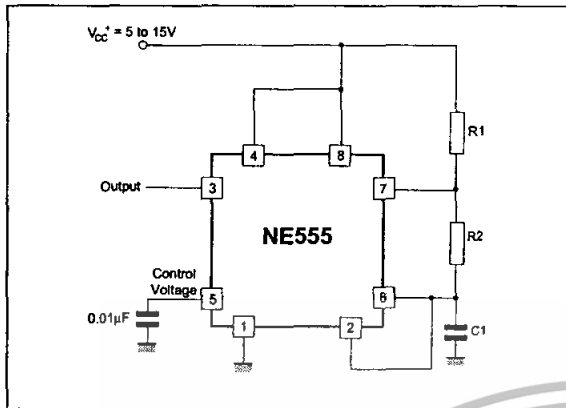 V_CC⁺ = 5 to 15V
R1
4
8
Output
3
7
NE555
R2
Control
Voltage
5
6
0.01µF
1
2
C1